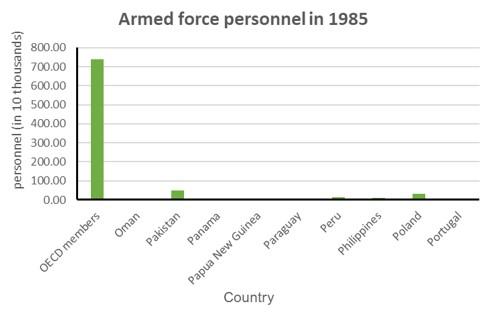 Armed force personnel in 1985
personnel (in 10 thousands)
800.00
700.00
600.00
500.00
400.00
300.00
200.00
100.00
0.00
OECD members
Oman
Pakistan
Panama
Papua New Guinea
Paraguay
Peru
Philippines
Poland
Portugal
Country